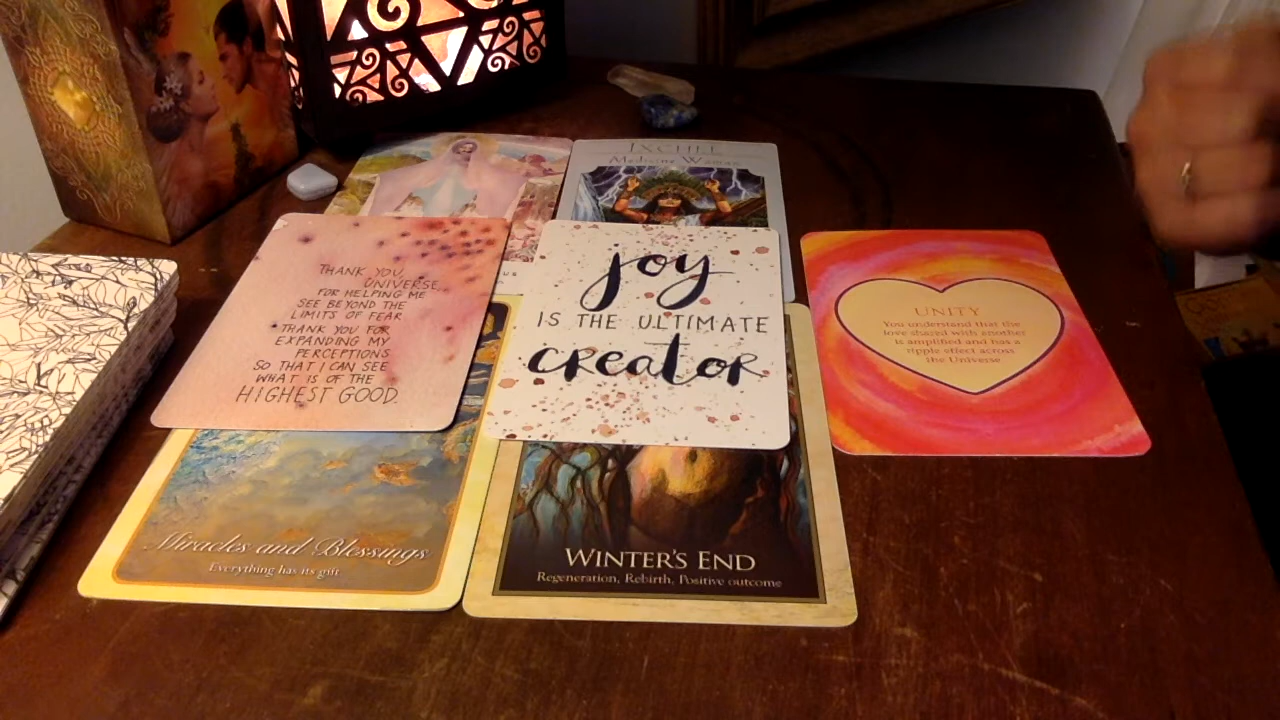 IXCHEL
Medicine Woman
THANK YOU,
UNIVERSE,
FOR HELPING ME
SEE BEYOND THE
LIMITS OF FEAR
THANK YOU FOR
EXPANDING MY
PERCEPTIONS
SO THAT I CAN SEE
WHAT IS OF THE
HIGHEST GOOD.
joy
IS THE ULTIMATE
creator
UNITY
You understand that the
love shared with another
is amplified and has a
ripple effect across
the Universe
Miracles and Blessings
Everything has its gift.
WINTER'S END
Regeneration, Rebirth, Positive outcome